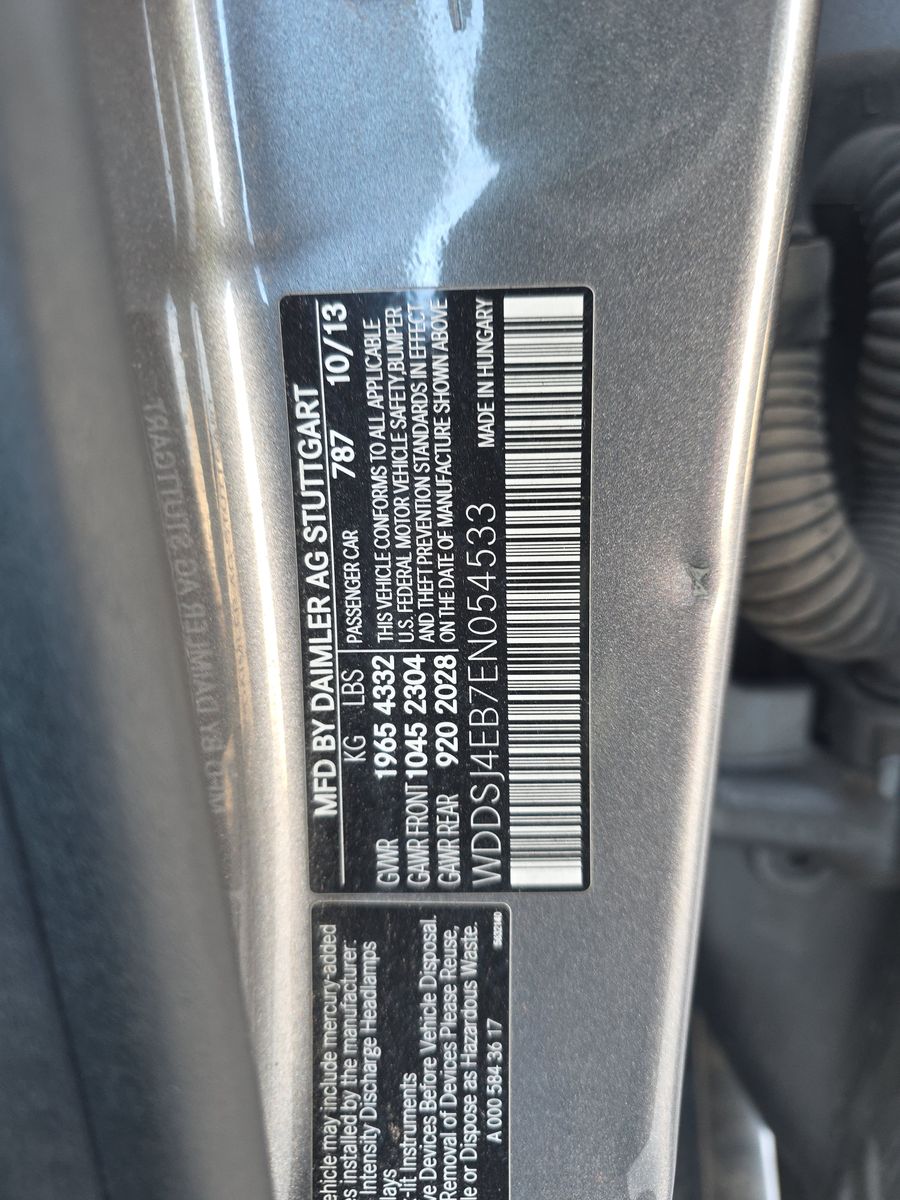 MFD BY DAIMLER AG STUTTGART
KG LBS PASSENGER CAR 787 10/13
GVWR 1965 4332
GAWR FRONT 1045 2304
GAWR REAR 920 2028
THIS VEHICLE CONFORMS TO ALL APPLICABLE
U.S. FEDERAL MOTOR VEHICLE SAFETY,BUMPER
AND THEFT PREVENTION STANDARDS IN EFFECT
ON THE DATE OF MANUFACTURE SHOWN ABOVE
WDDSJ4EB7EN054533 MADE IN HUNGARY
ehicle may include mercury-added
es installed by the manufacturer:
Intensity Discharge Headlamps
lays
t-lit Instruments
ve Devices Before Vehicle Disposal.
Removal of Devices Please Reuse,
le or Dispose as Hazardous Waste.
A 000 584 36 17